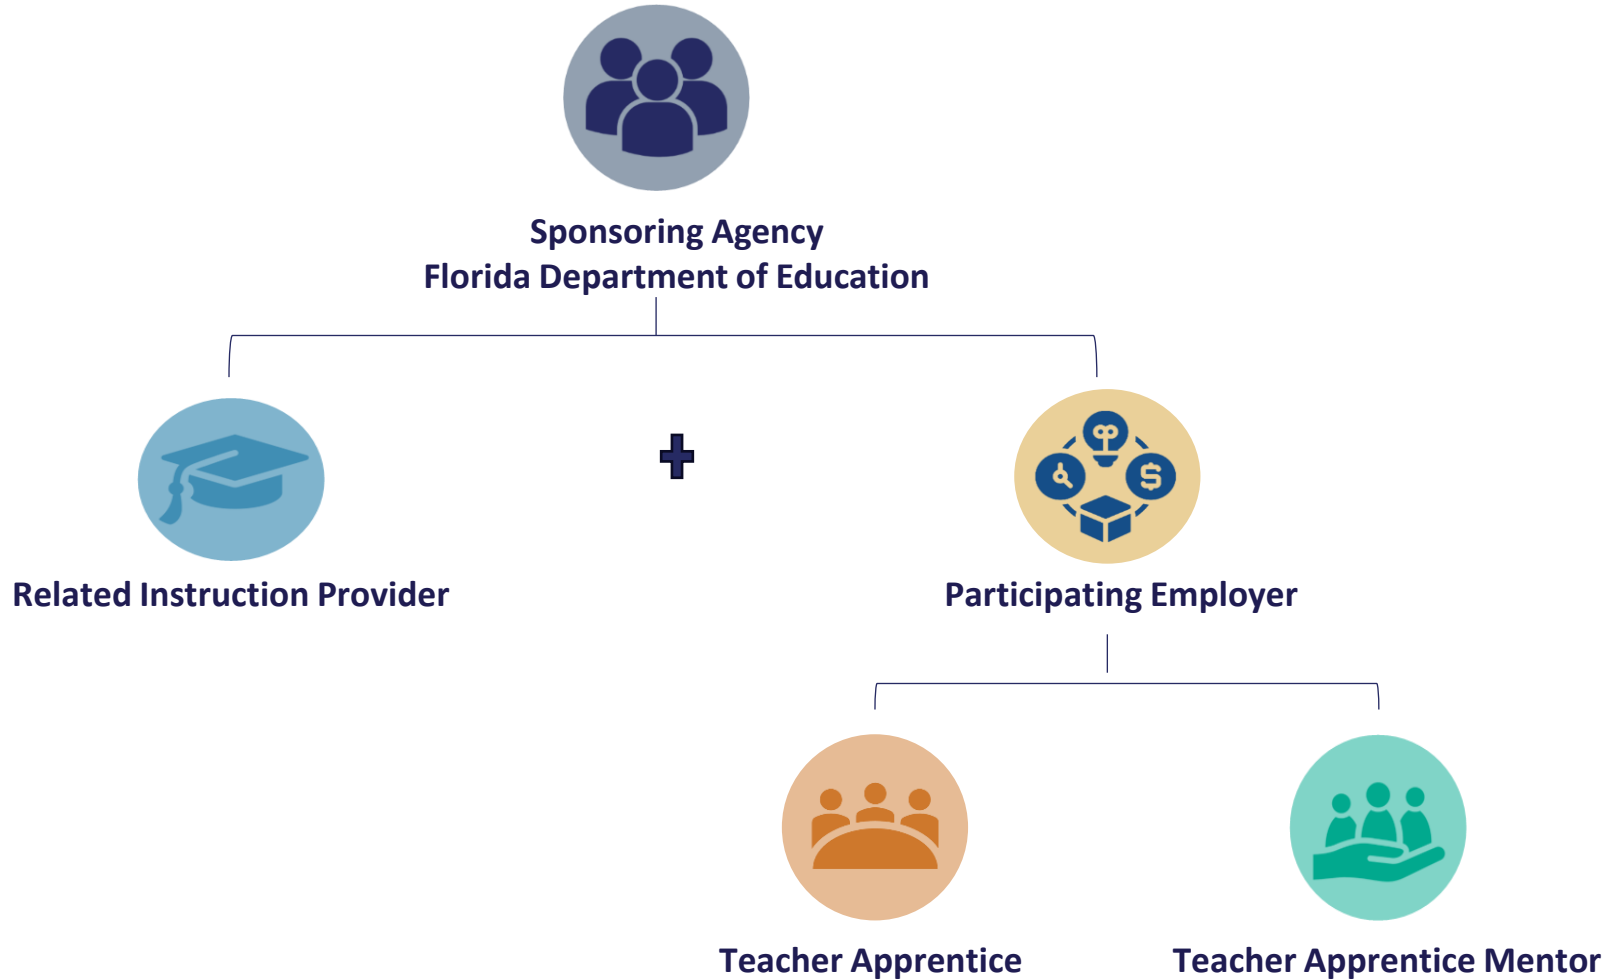 Sponsoring Agency
Florida Department of Education
Related Instruction Provider
Participating Employer
Teacher Apprentice
Teacher Apprentice Mentor